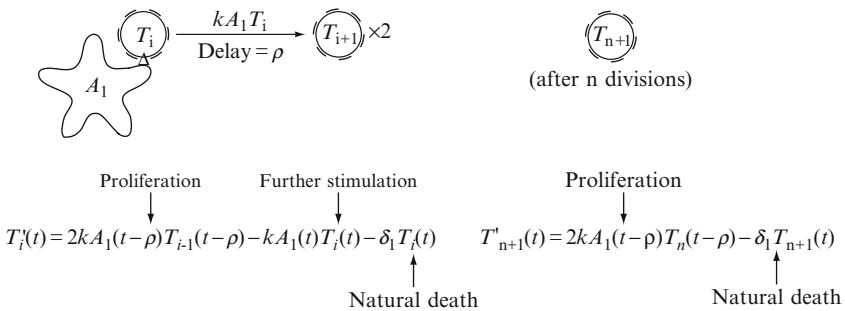 T_i kA_1T_i T_{i+1} ×2 T_{n+1}
Delay = ρ
A_1 (after n divisions)
Proliferation Further stimulation Proliferation
T_i'(t) = 2kA_1(t−ρ)T_{i-1}(t−ρ) − kA_1(t)T_i(t) − δ_1T_i(t) T'_{n+1}(t) = 2kA_1(t−ρ)T_n(t−ρ) − δ_1T_{n+1}(t)
Natural death Natural death